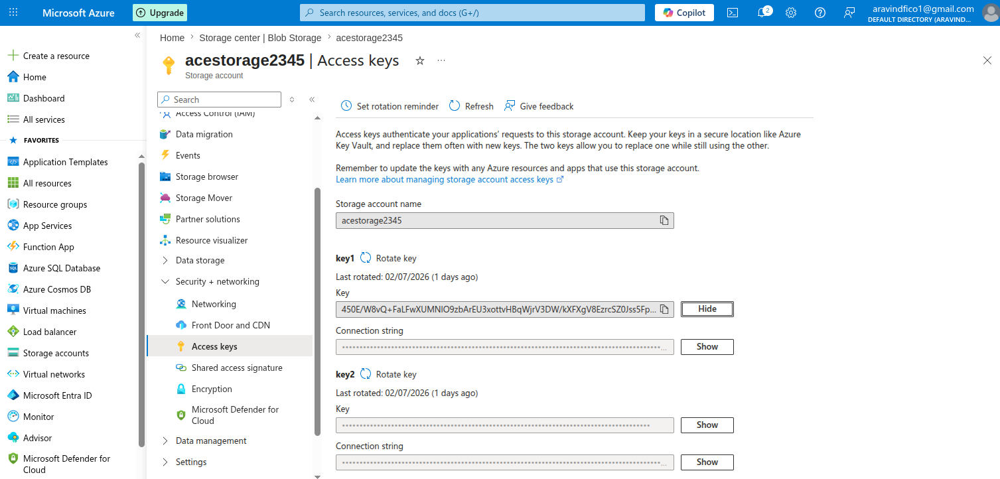 Microsoft Azure
Upgrade
Search resources, services, and docs (G+/)
Copilot
2
aravindfico1@gmail.com
DEFAULT DIRECTORY (ARAVIND...
Create a resource
Home
Dashboard
All services
FAVORITES
Application Templates
All resources
Resource groups
App Services
Function App
Azure SQL Database
Azure Cosmos DB
Virtual machines
Load balancer
Storage accounts
Virtual networks
Microsoft Entra ID
Monitor
Advisor
Microsoft Defender for
Cloud
Home > Storage center | Blob Storage > acestorage2345
acestorage2345 | Access keys
Storage account
Search
Access Control (IAM)
Data migration
Events
Storage browser
Storage Mover
Partner solutions
Resource visualizer
Data storage
Security + networking
Networking
Front Door and CDN
Access keys
Shared access signature
Encryption
Microsoft Defender for
Cloud
Data management
Settings
Set rotation reminder
Refresh
Give feedback
Access keys authenticate your applications’ requests to this storage account. Keep your keys in a secure location like Azure
Key Vault, and replace them often with new keys. The two keys allow you to replace one while still using the other.
Remember to update the keys with any Azure resources and apps that use this storage account.
Learn more about managing storage account access keys
Storage account name
acestorage2345
key1
Rotate key
Last rotated: 02/07/2026 (1 days ago)
Key
450E/W8vQ+FaLFwXUMNIO9zbArEU3xottvHBqWjrV3DW/kXFXgV8EzrcSZ0Jss5Fp...
Hide
Connection string
Show
key2
Rotate key
Last rotated: 02/07/2026 (1 days ago)
Key
Show
Connection string
Show